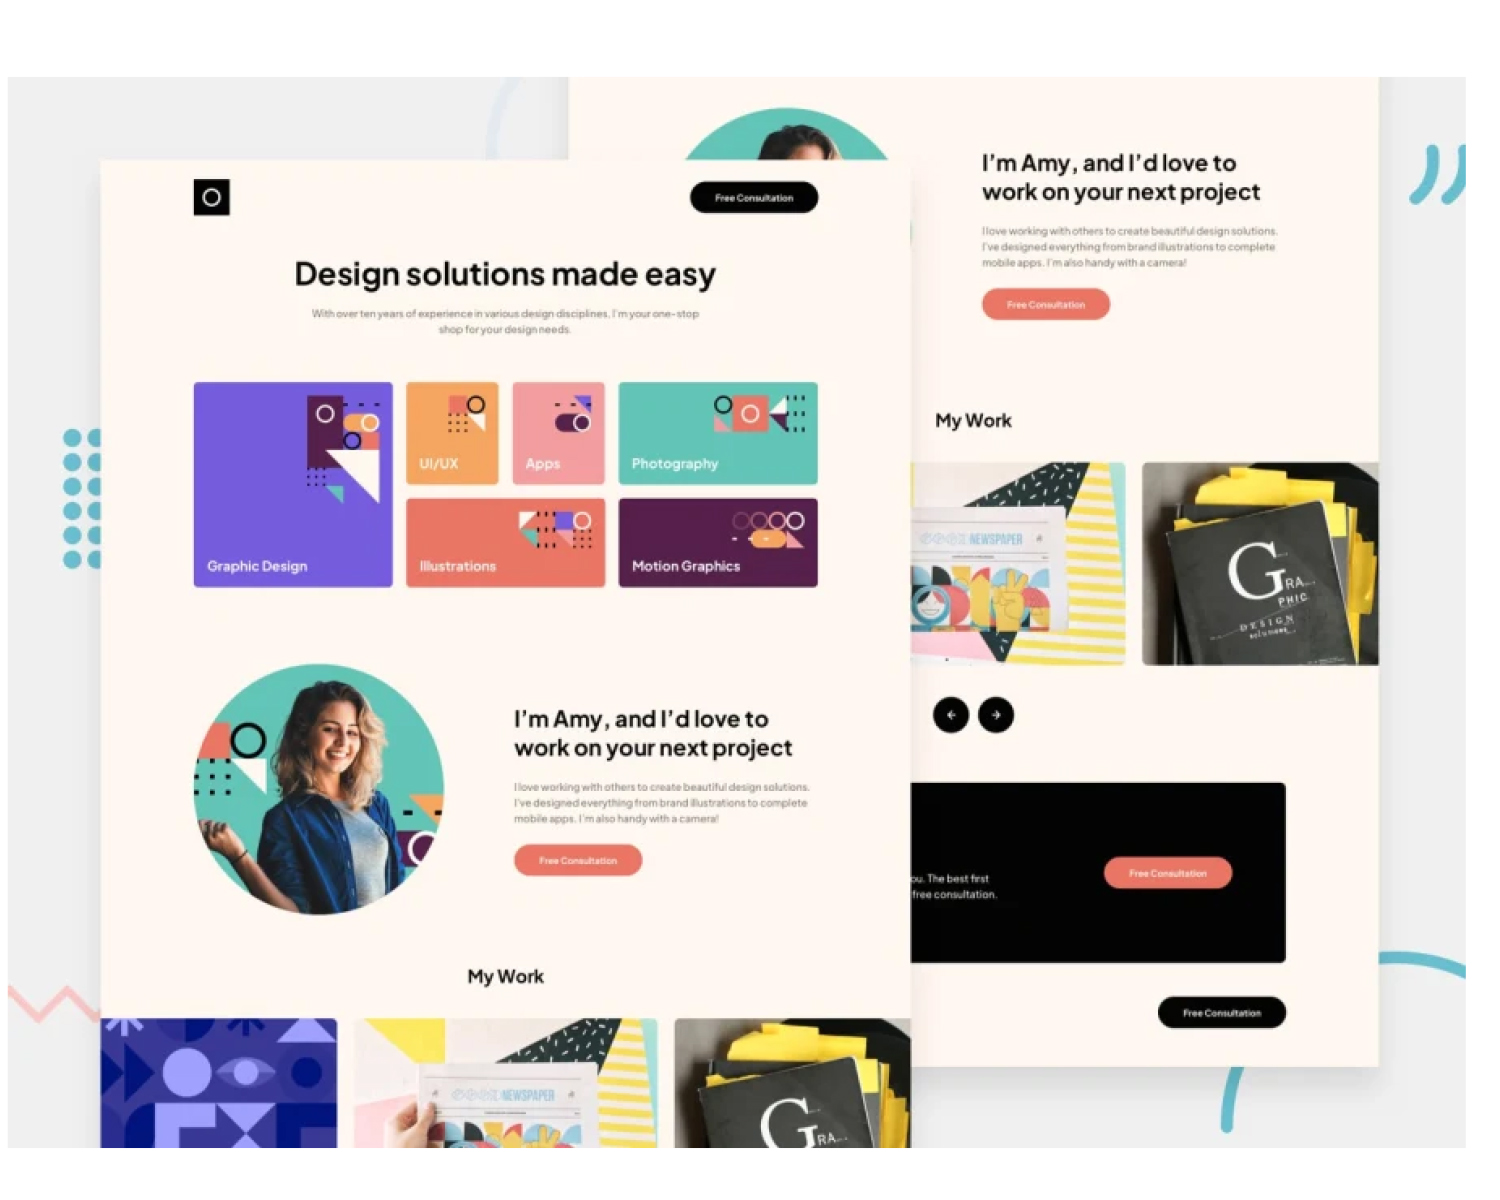 Free Consultation
Design solutions made easy
With over ten years of experience in various design disciplines, I'm your one-stop
shop for your design needs.
Graphic Design
UI/UX
Apps
Photography
Illustrations
Motion Graphics
I'm Amy, and I'd love to
work on your next project
I love working with others to create beautiful design solutions.
I've designed everything from brand illustrations to complete
mobile apps. I'm also handy with a camera!
Free Consultation
My Work
NEWSPAPER
G
RA...
I'm Amy, and I'd love to
work on your next project
I love working with others to create beautiful design solutions.
I've designed everything from brand illustrations to complete
mobile apps. I'm also handy with a camera!
Free Consultation
My Work
NEWSPAPER
G
RA...
PHIC
DESIGN
solutions...
ou. The best first
free consultation.
Free Consultation
Free Consultation